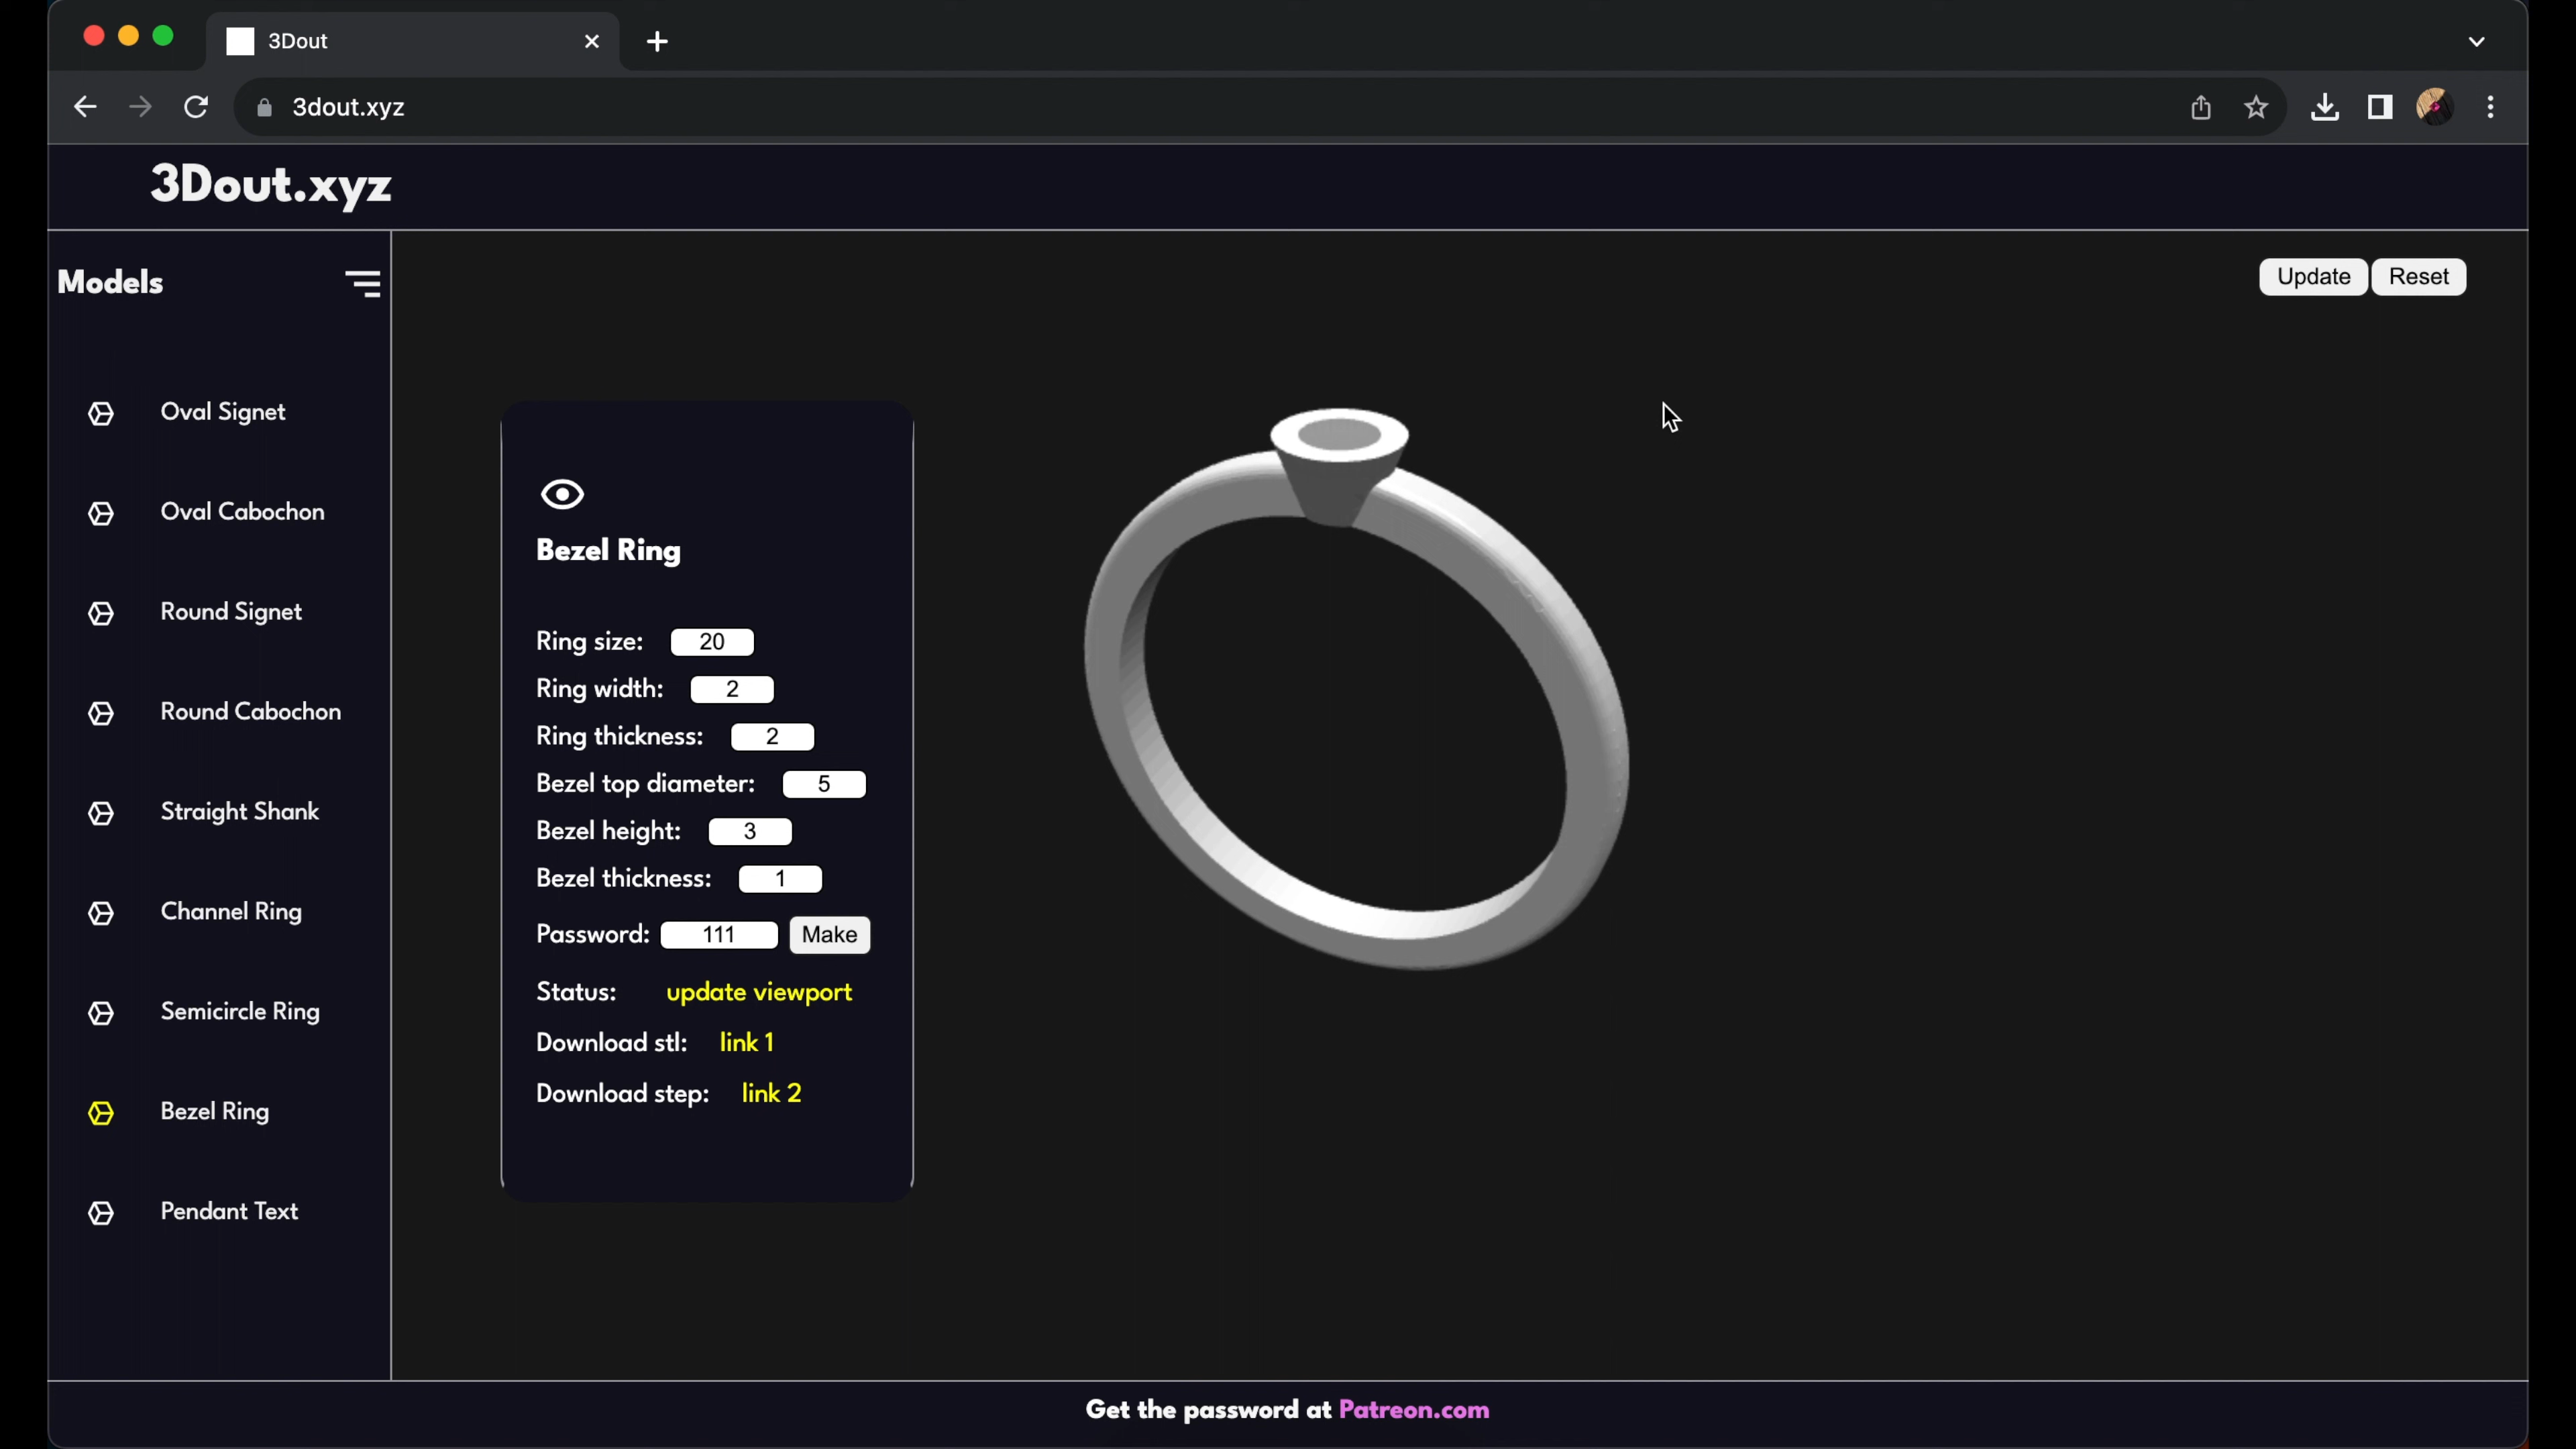 3Dout
3dout.xyz
3Dout.xyz
Models
Update Reset
Oval Signet
Oval Cabochon
Round Signet
Round Cabochon
Straight Shank
Channel Ring
Semicircle Ring
Bezel Ring
Pendant Text
Bezel Ring
Ring size: 20
Ring width: 2
Ring thickness: 2
Bezel top diameter: 5
Bezel height: 3
Bezel thickness: 1
Password: 111 Make
Status: update viewport
Download stl: link 1
Download step: link 2
Get the password at Patreon.com